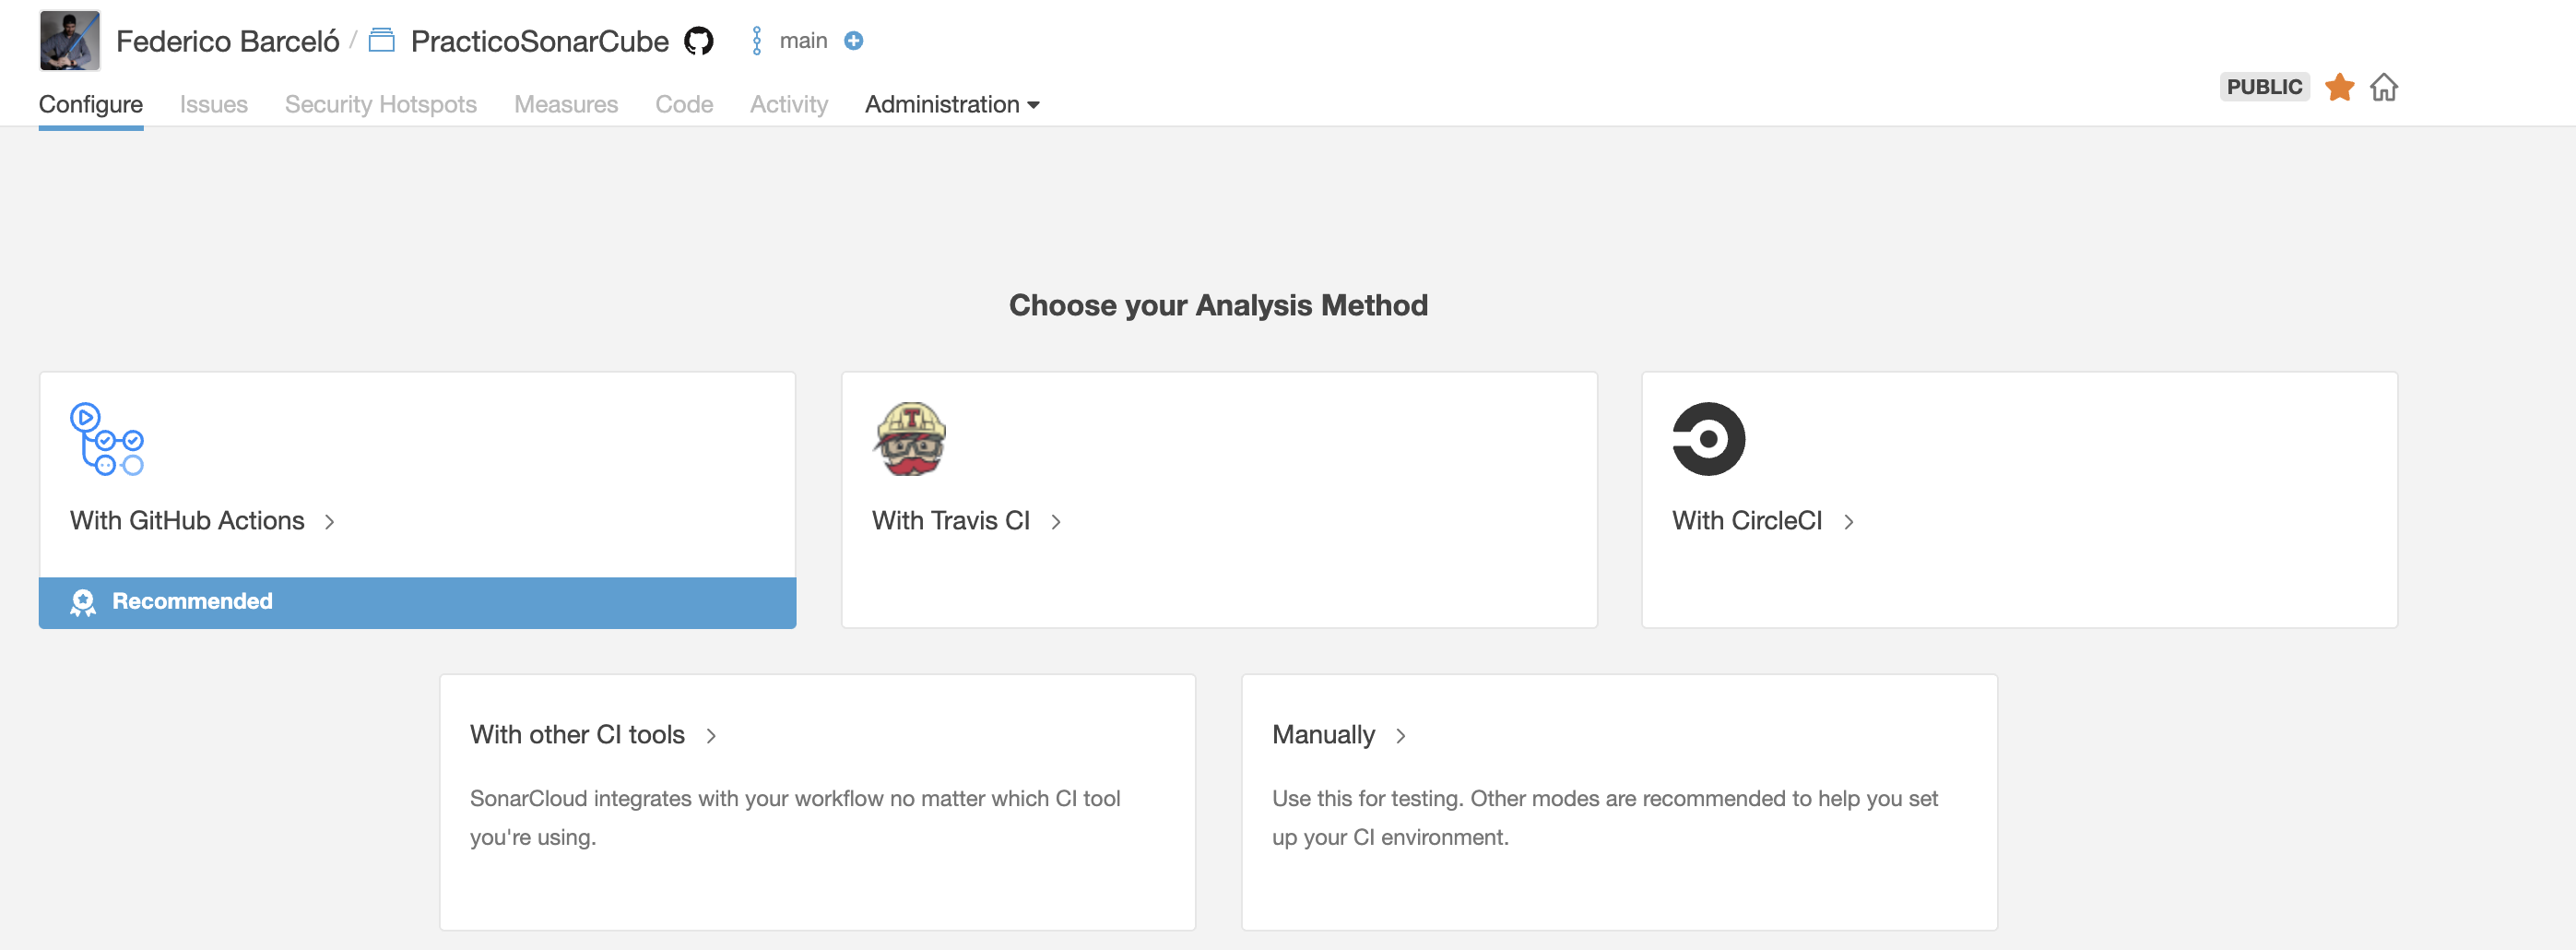 Federico Barceló / PracticoSonarCube main
Configure Issues Security Hotspots Measures Code Activity Administration
PUBLIC
Choose your Analysis Method
With GitHub Actions
Recommended
With Travis CI
With CircleCI
With other CI tools
SonarCloud integrates with your workflow no matter which CI tool
you're using.
Manually
Use this for testing. Other modes are recommended to help you set
up your CI environment.